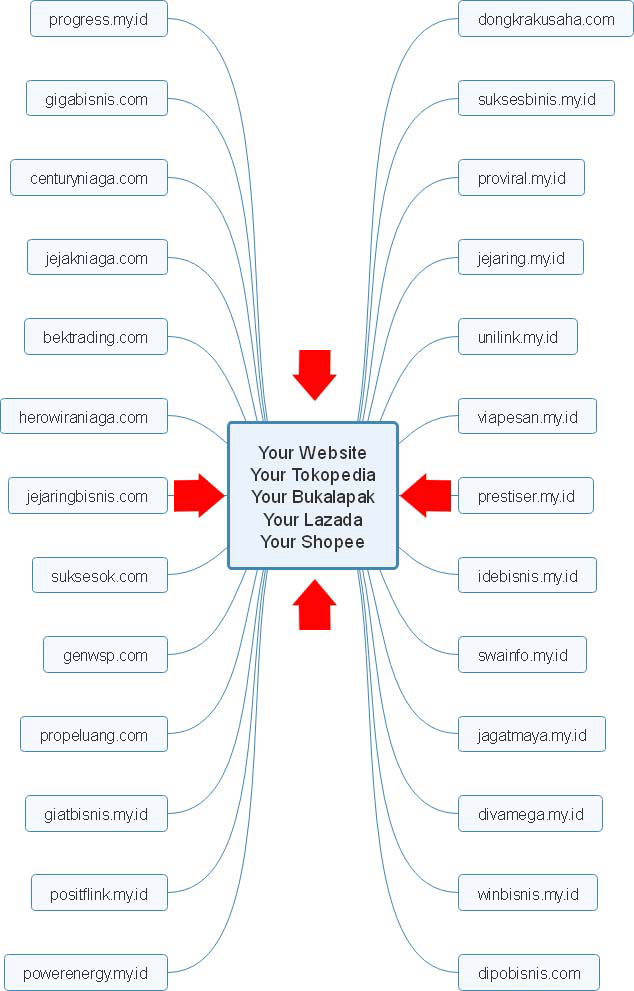 progress.my.id
gigabisnis.com
centuryniaga.com
jejakniaga.com
bektrading.com
herowiraniaga.com
jejaringbisnis.com
suksesok.com
genwsp.com
propeluang.com
giatbisnis.my.id
positflink.my.id
powerenergy.my.id
Your Website
Your Tokopedia
Your Bukalapak
Your Lazada
Your Shopee
dongkrakusaha.com
suksesbinis.my.id
proviral.my.id
jejaring.my.id
unilink.my.id
viapesan.my.id
prestiser.my.id
idebisnis.my.id
swainfo.my.id
jagatmaya.my.id
divamega.my.id
winbisnis.my.id
dipobisnis.com